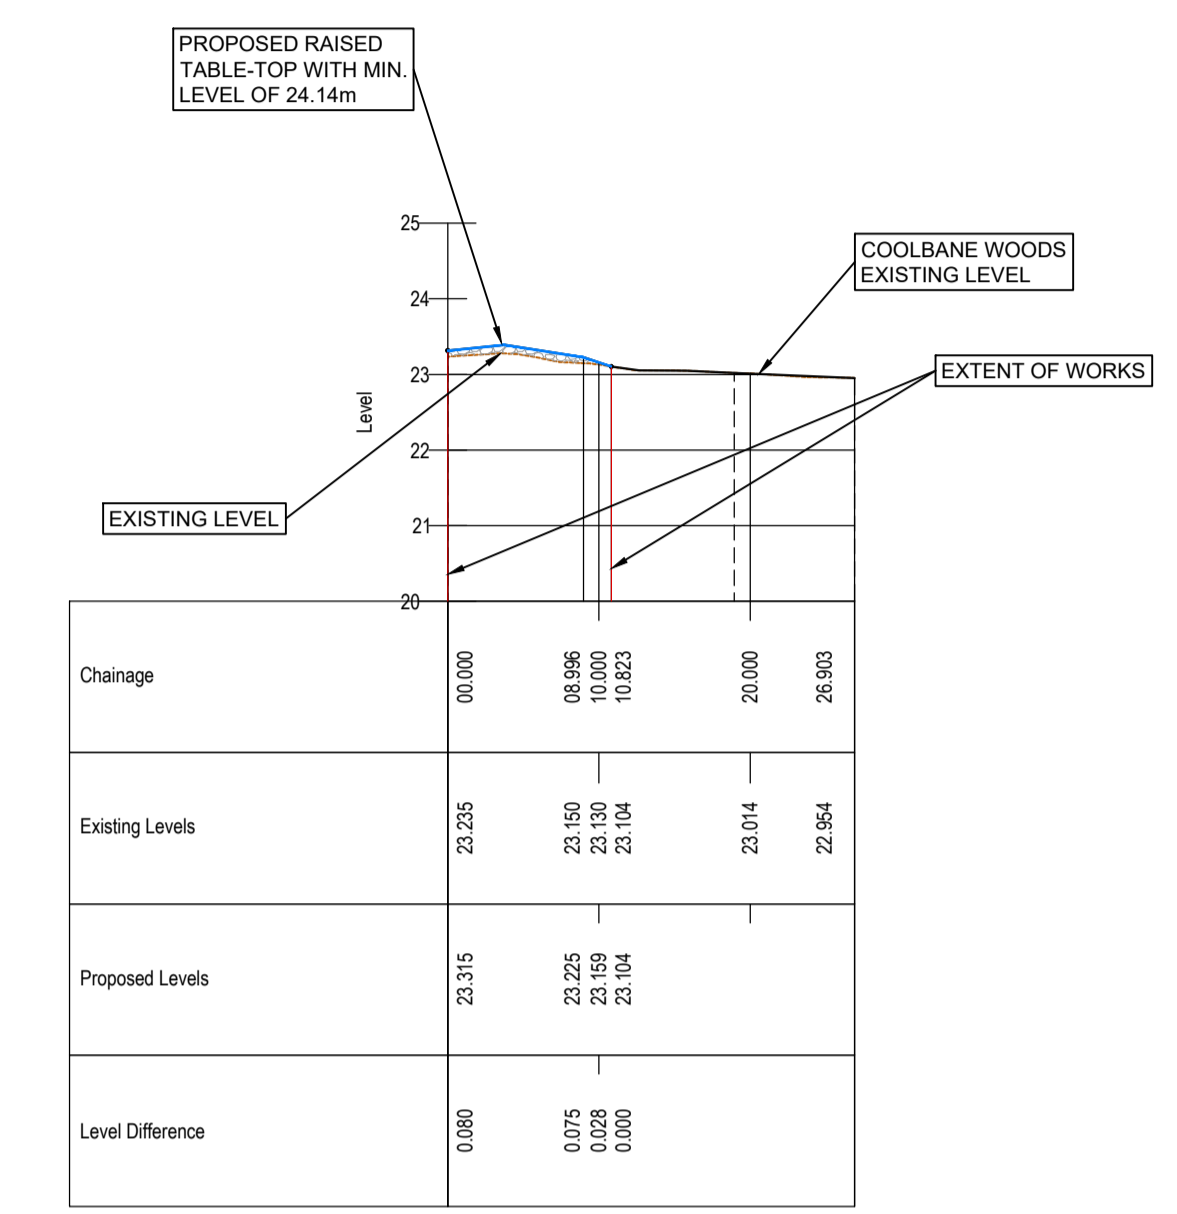 PROPOSED RAISED
TABLE-TOP WITH MIN.
LEVEL OF 24.14m
25
24
23
22
21
20
Level
COOLBANE WOODS
EXISTING LEVEL
EXTENT OF WORKS
EXISTING LEVEL
Chainage
00.000
08.996
10.000
10.823
20.000
26.903
Existing Levels
23.235
23.150
23.130
23.104
23.014
22.954
Proposed Levels
23.315
23.225
23.159
23.104
Level Difference
0.080
0.075
0.028
0.000